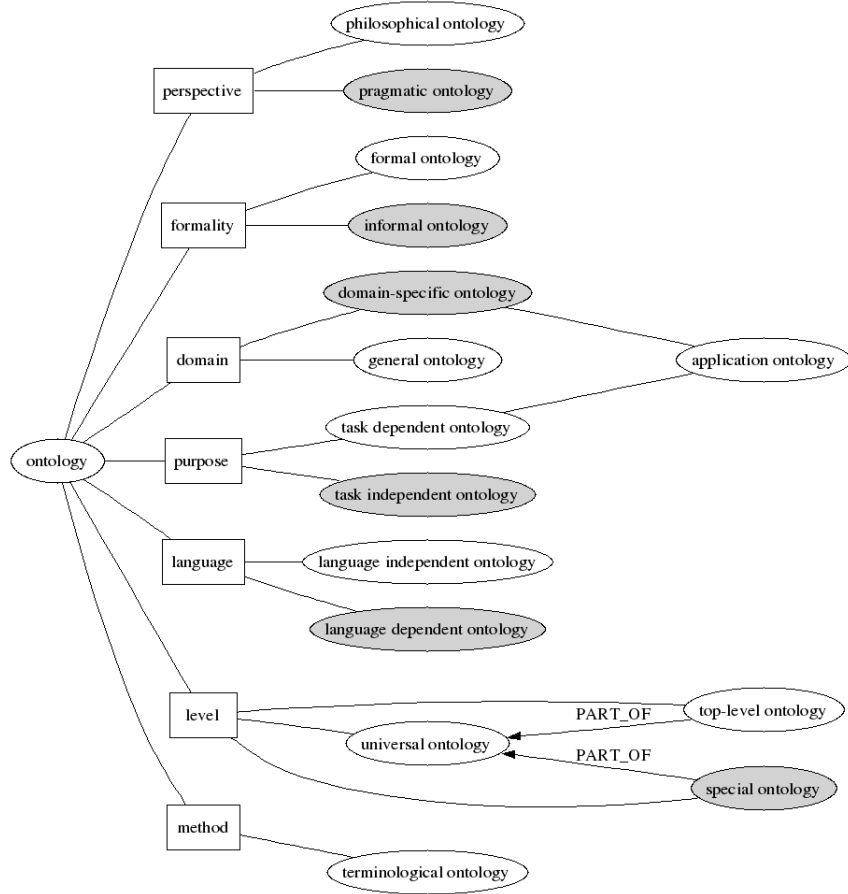 philosophical ontology
perspective
pragmatic ontology
formal ontology
formality
informal ontology
domain-specific ontology
domain
general ontology
application ontology
task dependent ontology
ontology
purpose
task independent ontology
language
language independent ontology
language dependent ontology
level
PART_OF
top-level ontology
universal ontology
PART_OF
special ontology
method
terminological ontology